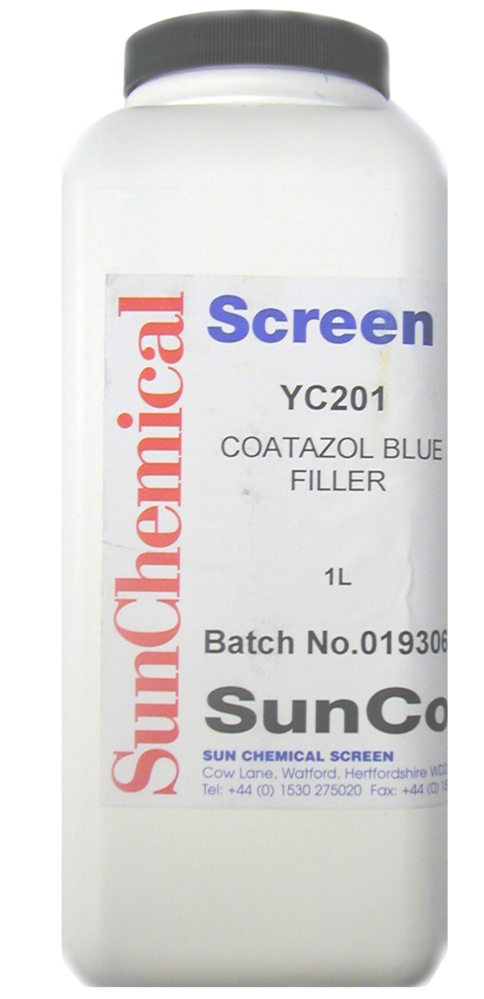 SunChemical
Screen
YC201
COATAZOL BLUE
FILLER
1L
Batch No.019306
SunCo
SUN CHEMICAL SCREEN
Cow Lane, Watford, Hertfordshire
Tel: +44 (0) 1530 275020 Fax: +44 (0)